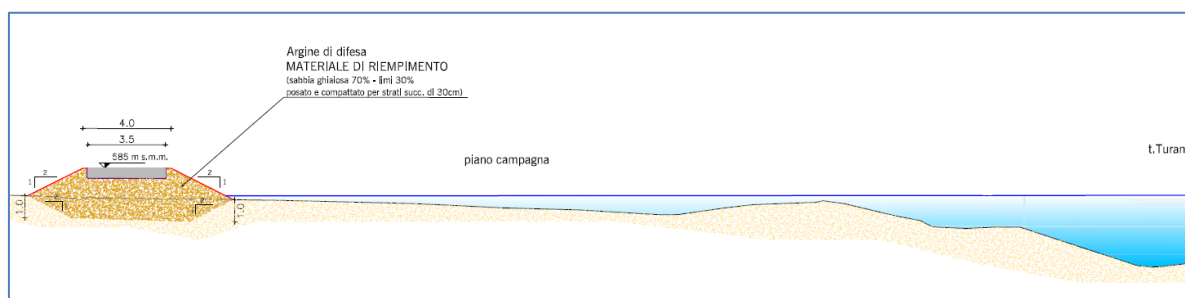 Argine di difesa
MATERIALE DI RIEMPIMENTO
(sabbia ghiaiosa 70% - limi 30%
posato e compattato per strati succ. di 30cm)
4.0
3.5
585 m s.m.m.
piano campagna
t.Turan
2
1
2
1
1.0
1.0